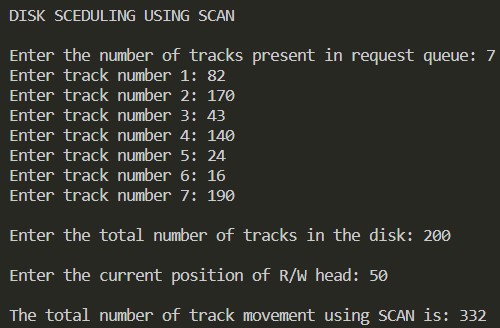 DISK SCEDULING USING SCAN
Enter the number of tracks present in request queue: 7
Enter track number 1: 82
Enter track number 2: 170
Enter track number 3: 43
Enter track number 4: 140
Enter track number 5: 24
Enter track number 6: 16
Enter track number 7: 190
Enter the total number of tracks in the disk: 200
Enter the current position of R/W head: 50
The total number of track movement using SCAN is: 332